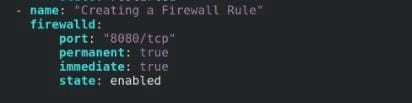 - name: "Creating a Firewall Rule"
  firewalld:
      port: "8080/tcp"
      permanent: true
      immediate: true
      state: enabled